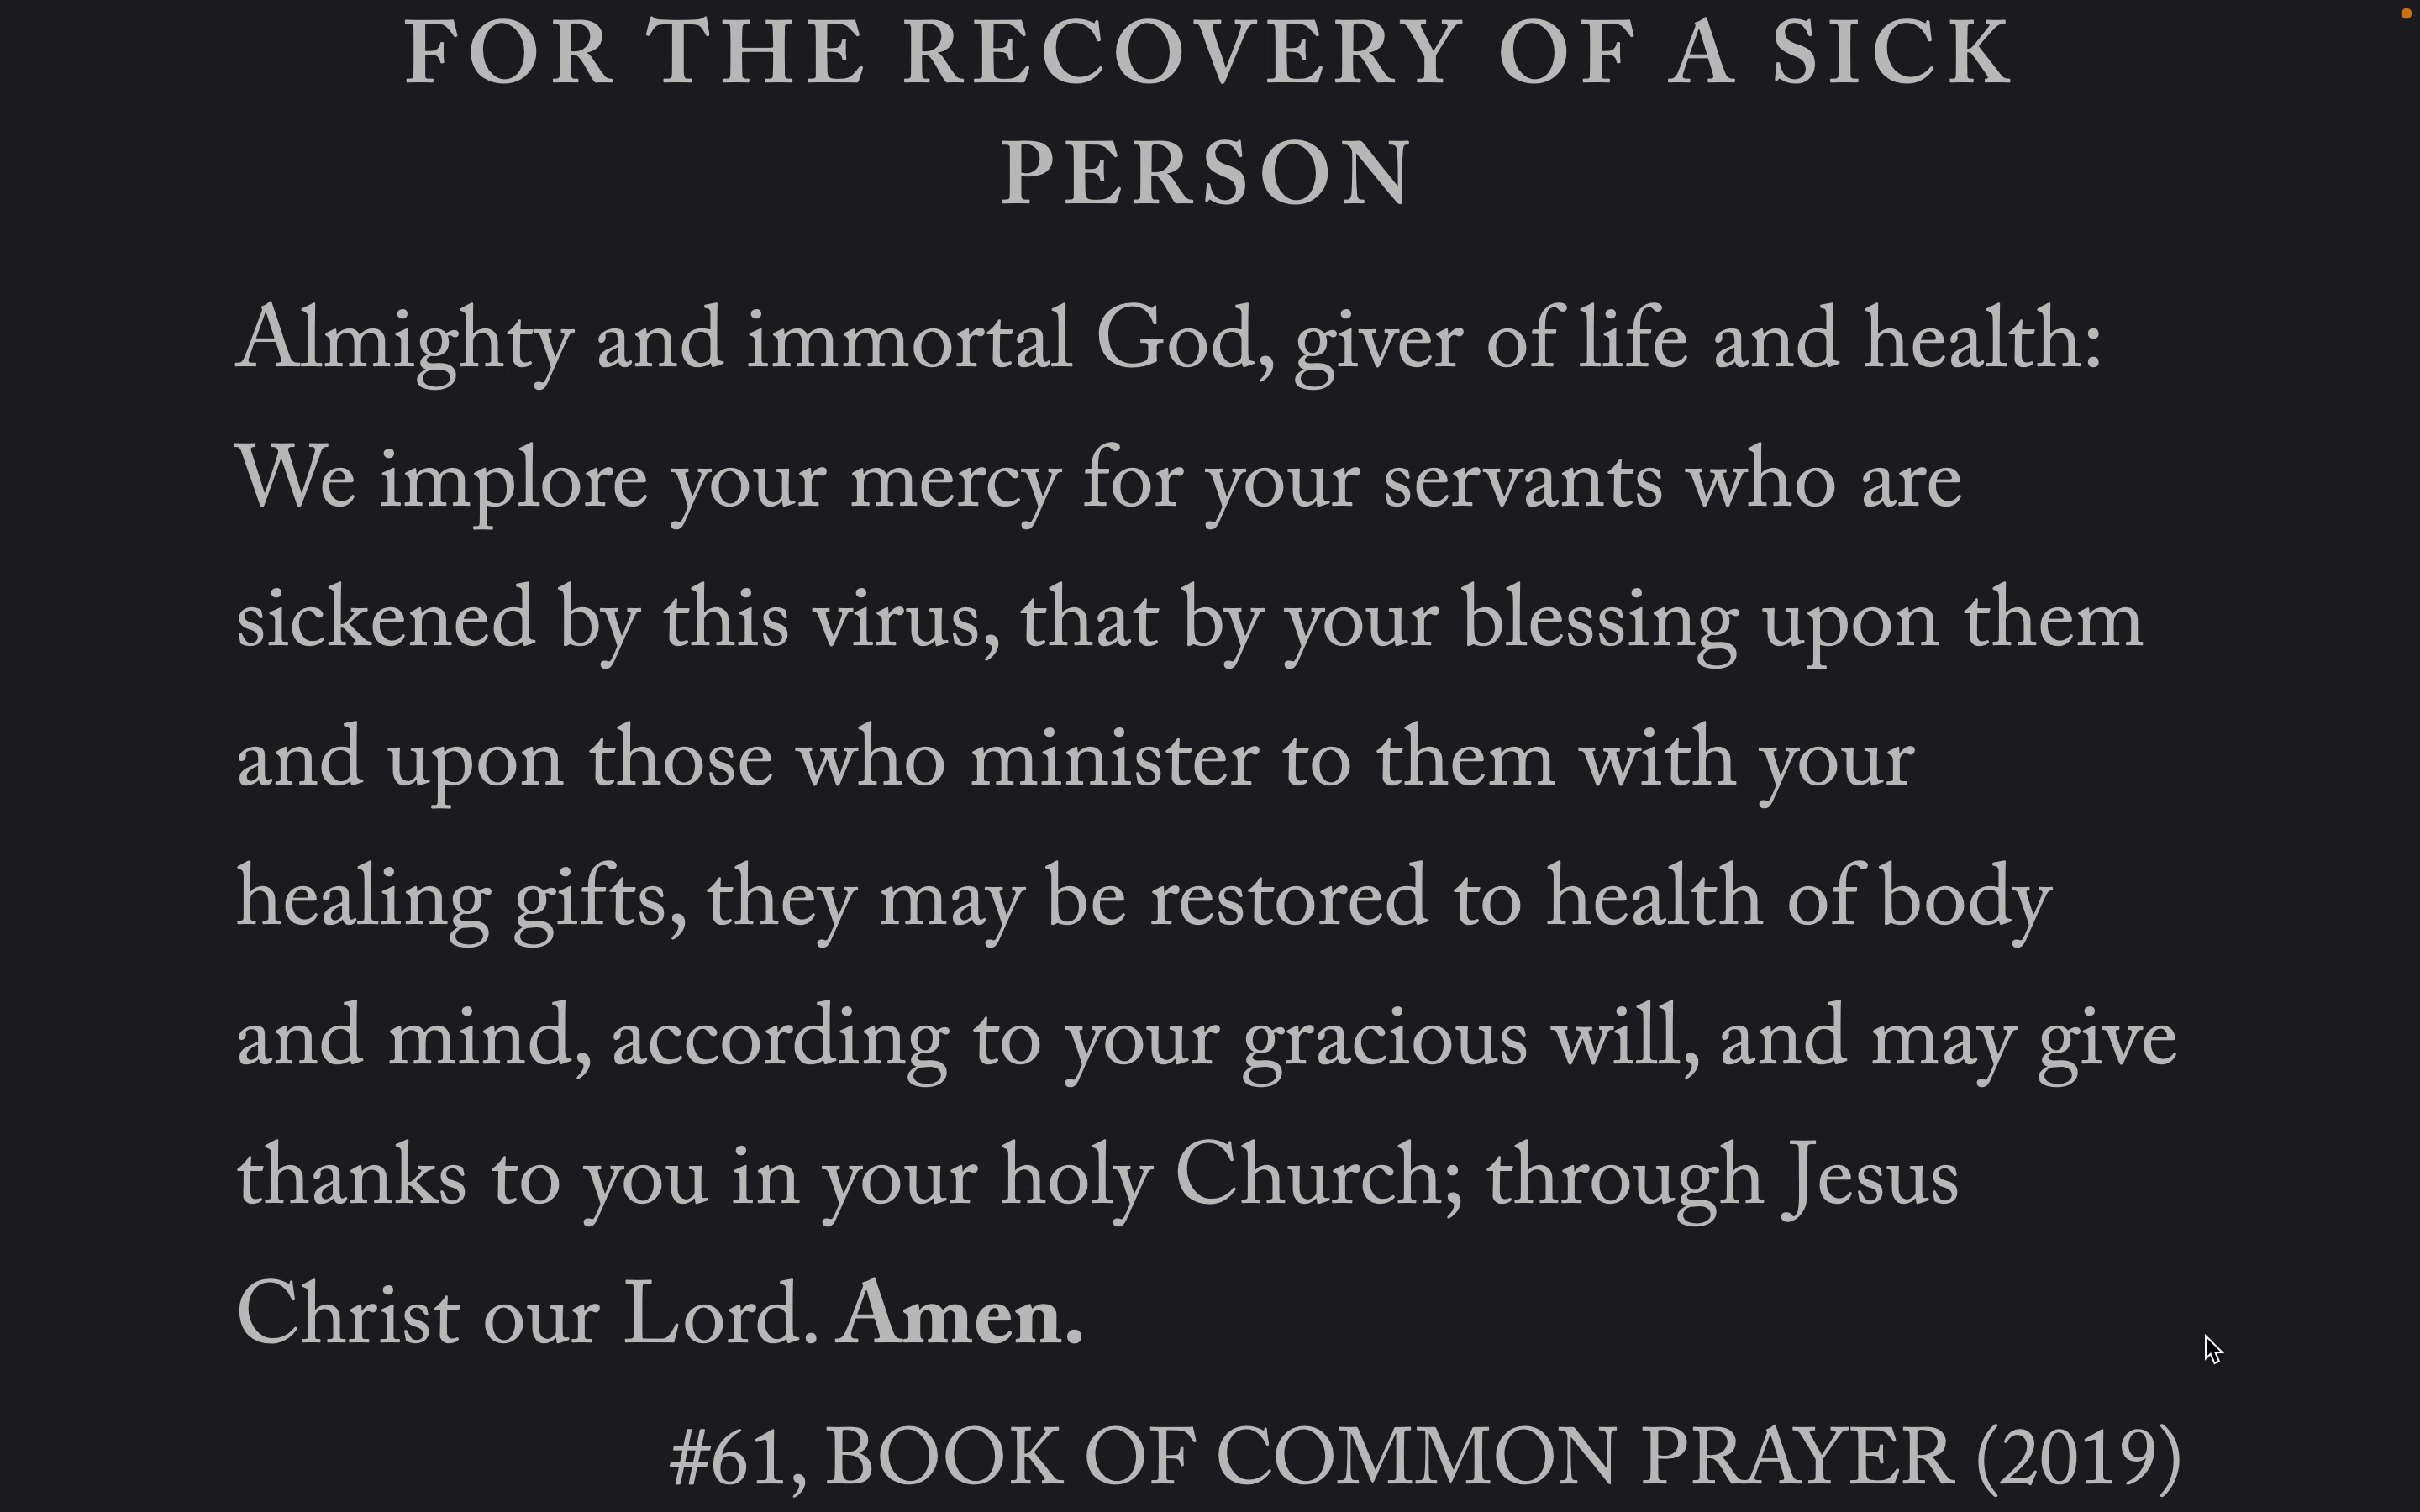 FOR THE RECOVERY OF A SICK
PERSON
Almighty and immortal God, giver of life and health:
We implore your mercy for your servants who are
sickened by this virus, that by your blessing upon them
and upon those who minister to them with your
healing gifts, they may be restored to health of body
and mind, according to your gracious will, and may give
thanks to you in your holy Church; through Jesus
Christ our Lord. Amen.
#61, BOOK OF COMMON PRAYER (2019)